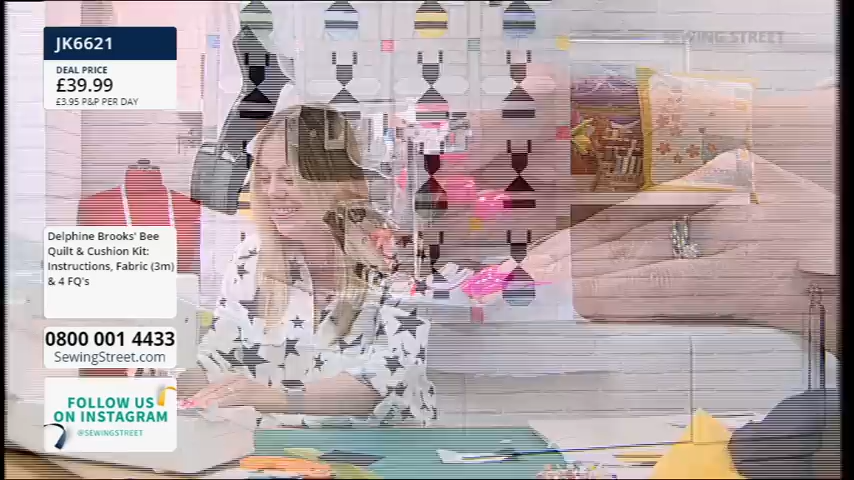 JK6621
SEWING STREET
DEAL PRICE
£39.99
£3.95 P&P PER DAY
Delphine Brooks' Bee
Quilt & Cushion Kit:
Instructions, Fabric (3m)
& 4 FQ's
0800 001 4433
SewingStreet.com
FOLLOW US
ON INSTAGRAM
@SEWINGSTREET